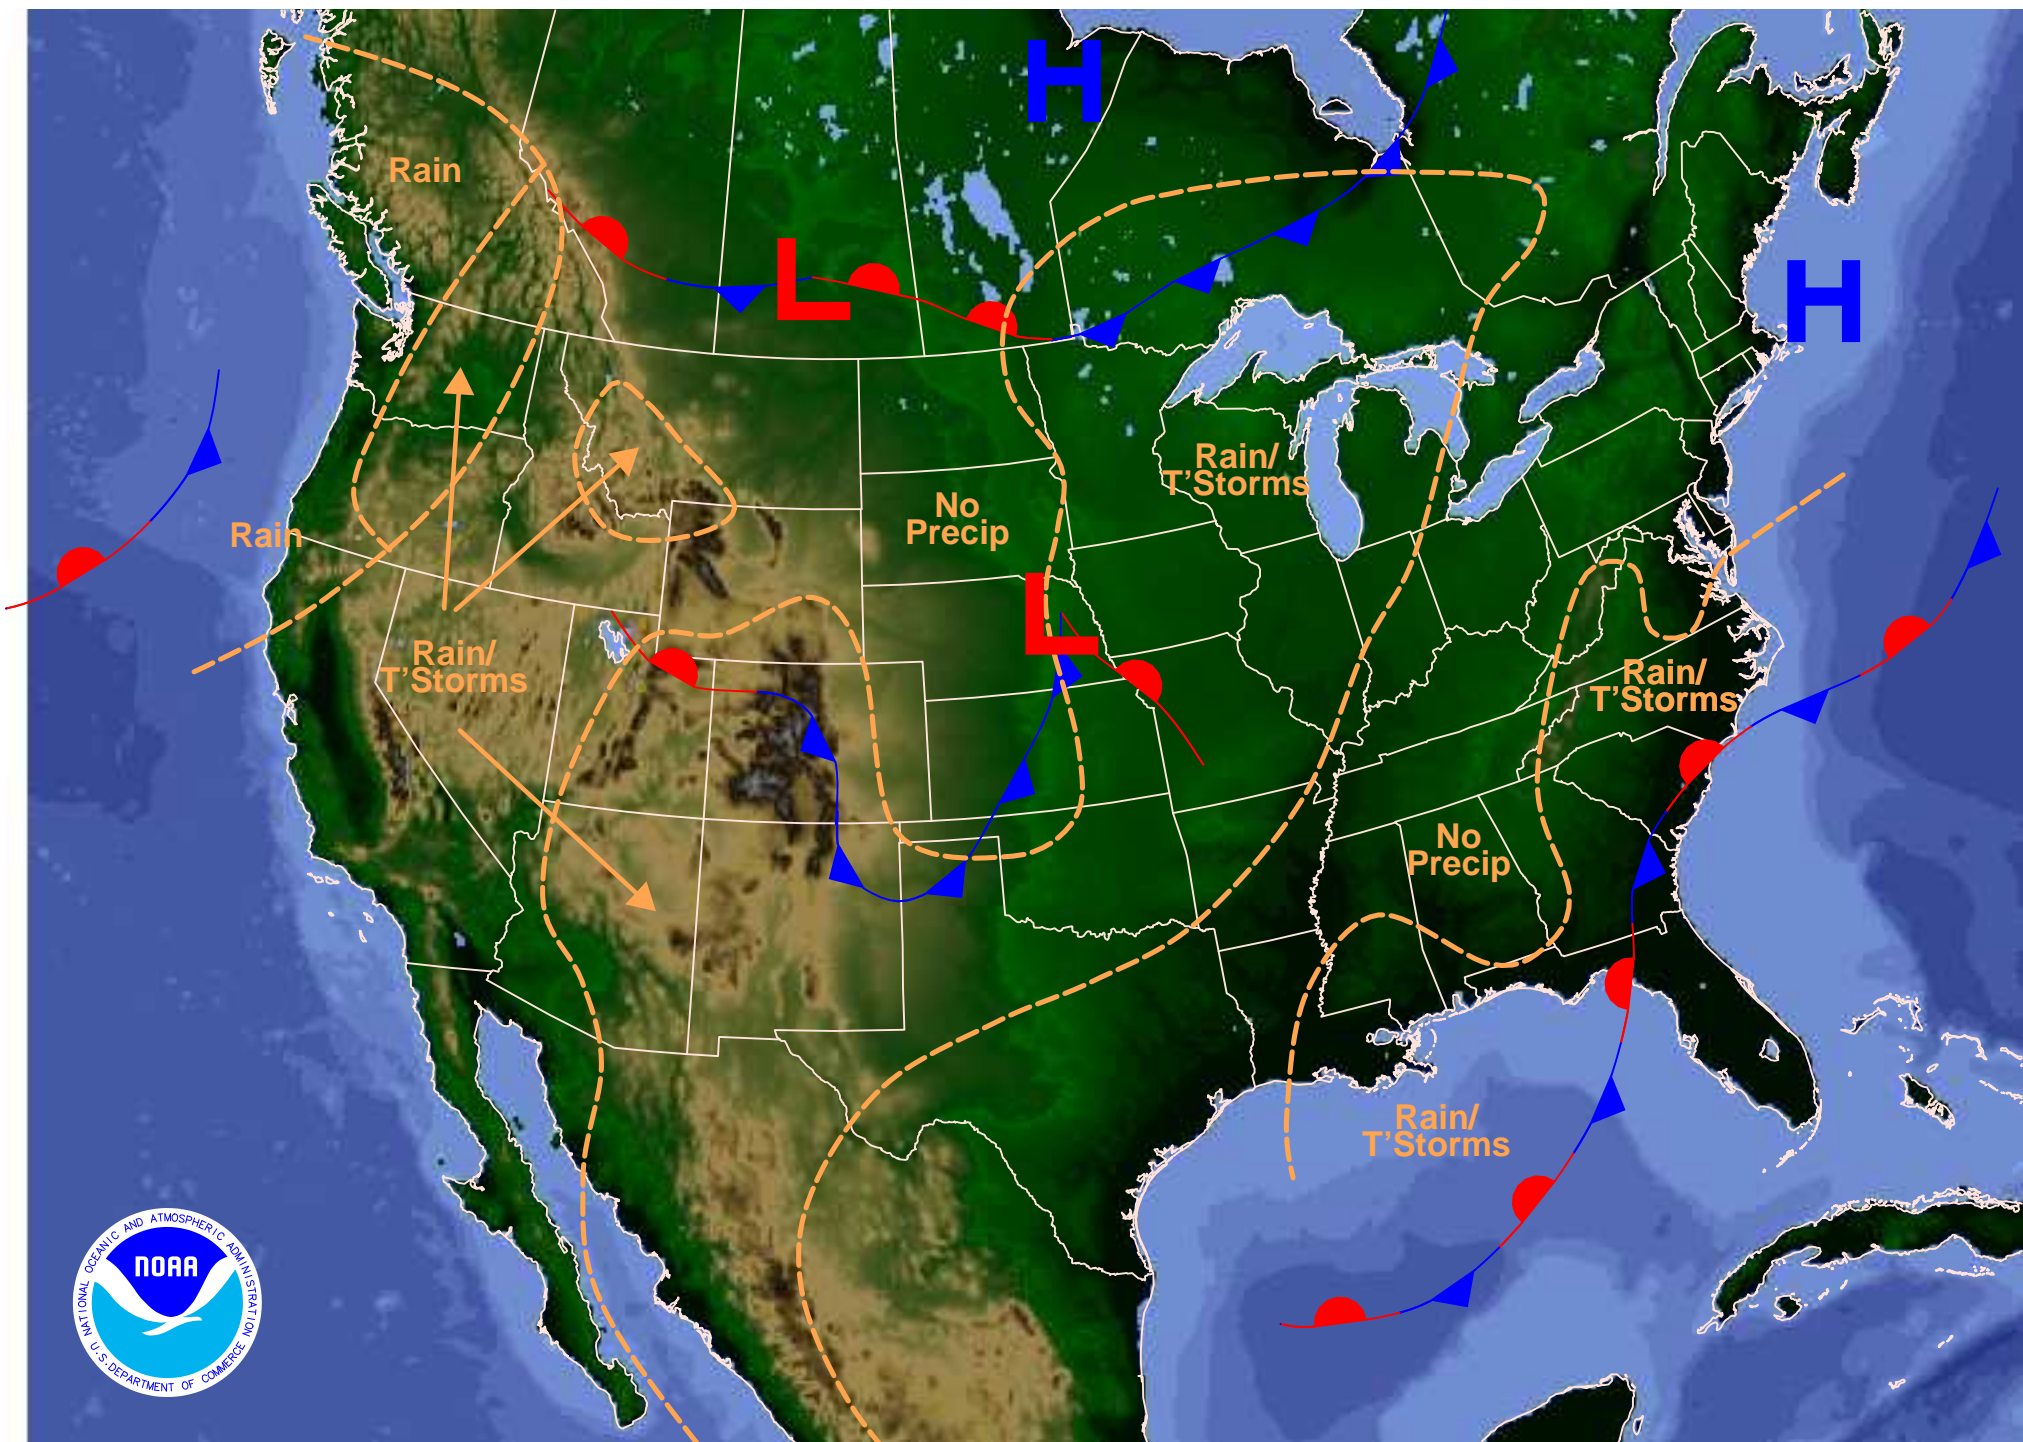 H
Rain
H
L
Rain/
T'Storms
No
Precip
Rain
L
Rain/
T'Storms
Rain/
T'Storms
No
Precip
Rain/
T'Storms
NATIONAL OCEANIC AND ATMOSPHERIC ADMINISTRATION
NOAA
U.S. DEPARTMENT OF COMMERCE